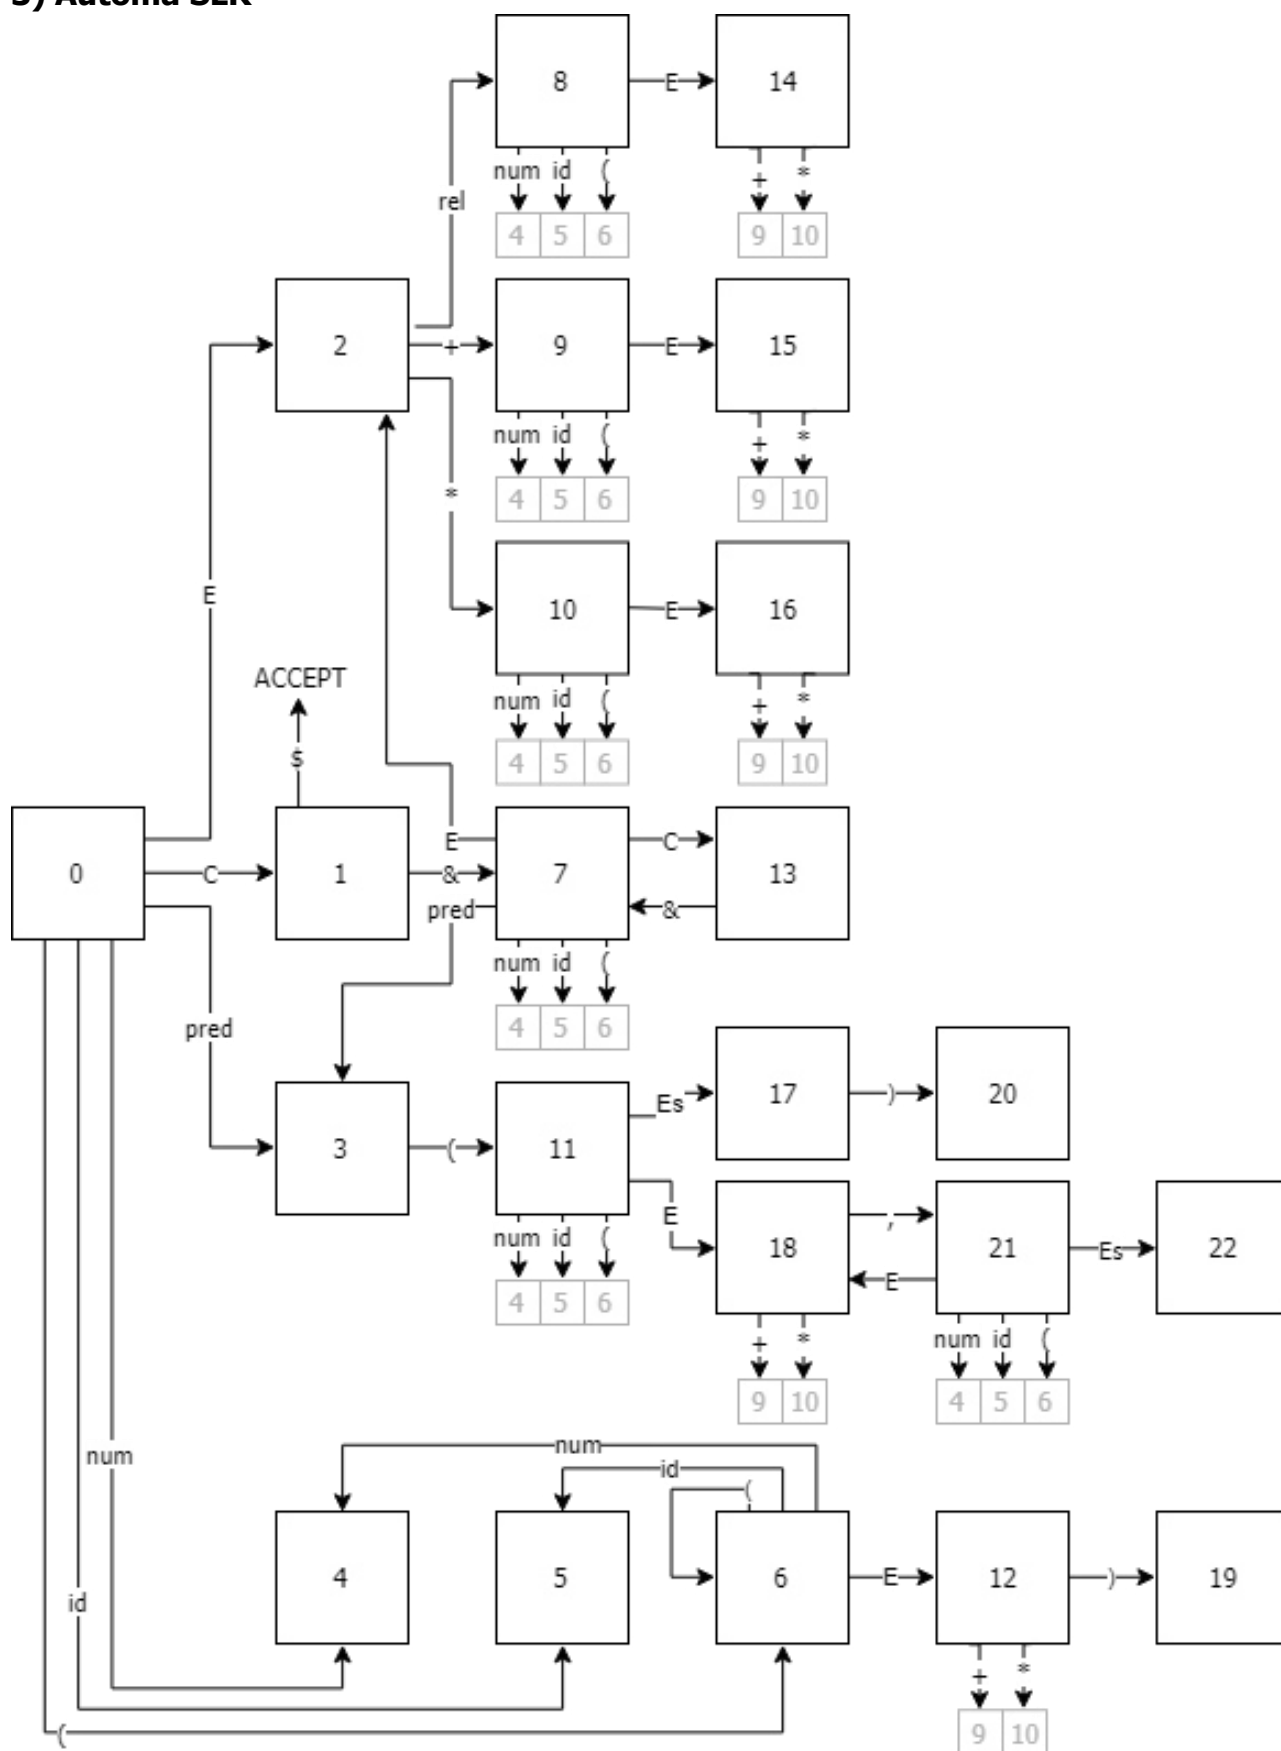 3) Automa SLR
8 E 14
num id ( + *
rel
4 5 6 9 10
2 + 9 E 15
num id ( + *
*
4 5 6 9 10
E
10 E 16
ACCEPT
num id ( + *
$
4 5 6 9 10
E C
0 C 1 & 7 13
pred &
num id (
4 5 6
pred
17 ) 20
Es
3 ( 11
E ,
num id ( 18 21 Es 22
E
4 5 6
+ * num id (
9 10 4 5 6
num
num
id
(
4 5 6 E 12 ) 19
id
+ *
( 9 10